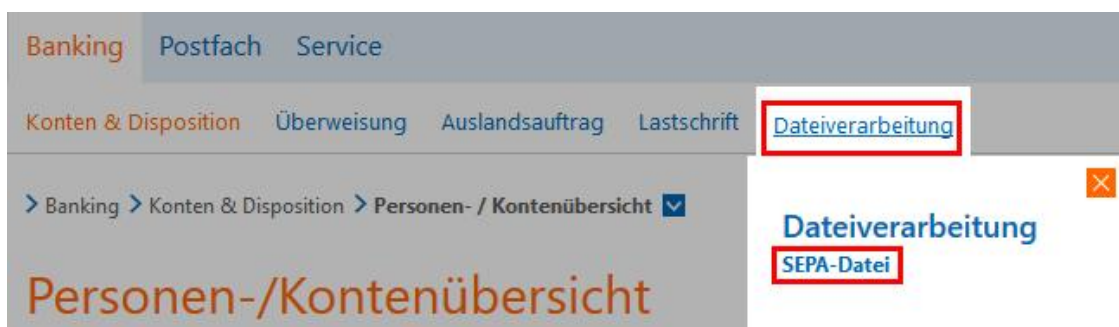 Banking Postfach Service
Konten & Disposition Überweisung Auslandsauftrag Lastschrift Dateiverarbeitung
Banking Konten & Disposition Personen- / Kontenübersicht
Dateiverarbeitung
SEPA-Datei
Personen-/Kontenübersicht